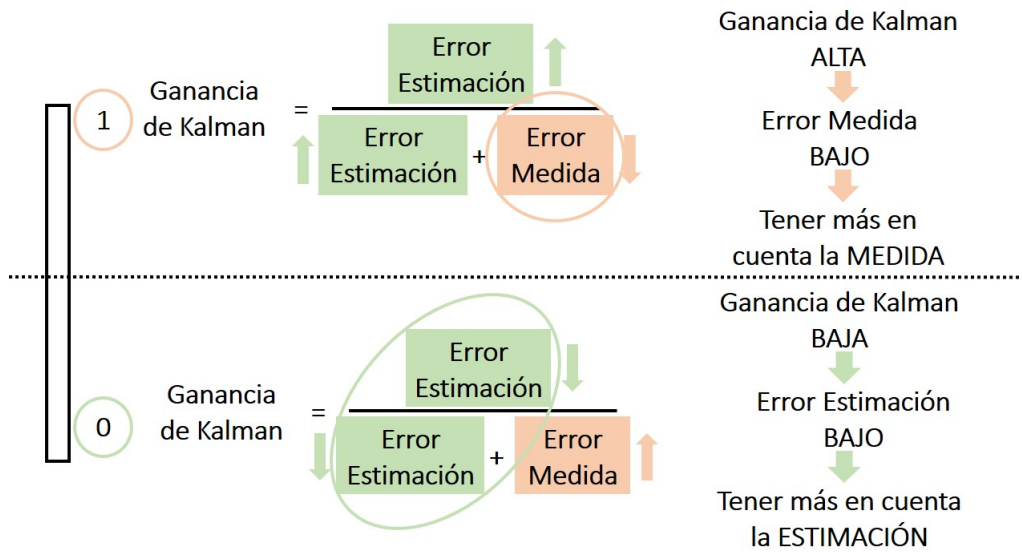 1
Ganancia
de Kalman
=
Error
Estimación
Error
Estimación
+
Error
Medida
Ganancia de Kalman
ALTA
Error Medida
BAJO
Tener más en
cuenta la MEDIDA
0
Ganancia
de Kalman
=
Error
Estimación
Error
Estimación
+
Error
Medida
Ganancia de Kalman
BAJA
Error Estimación
BAJO
Tener más en cuenta
la ESTIMACIÓN